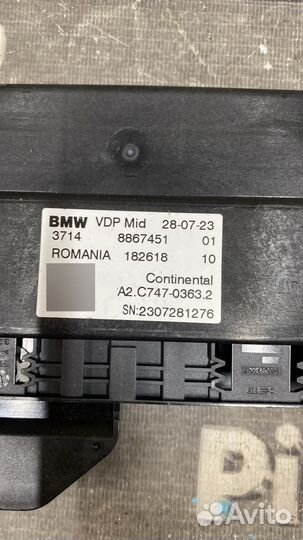 BMW VDP Mid 28-07-23
3714 8867451 01
ROMANIA 182618 10
Continental
A2.C747-0363.2
SN:2307281276
Avito